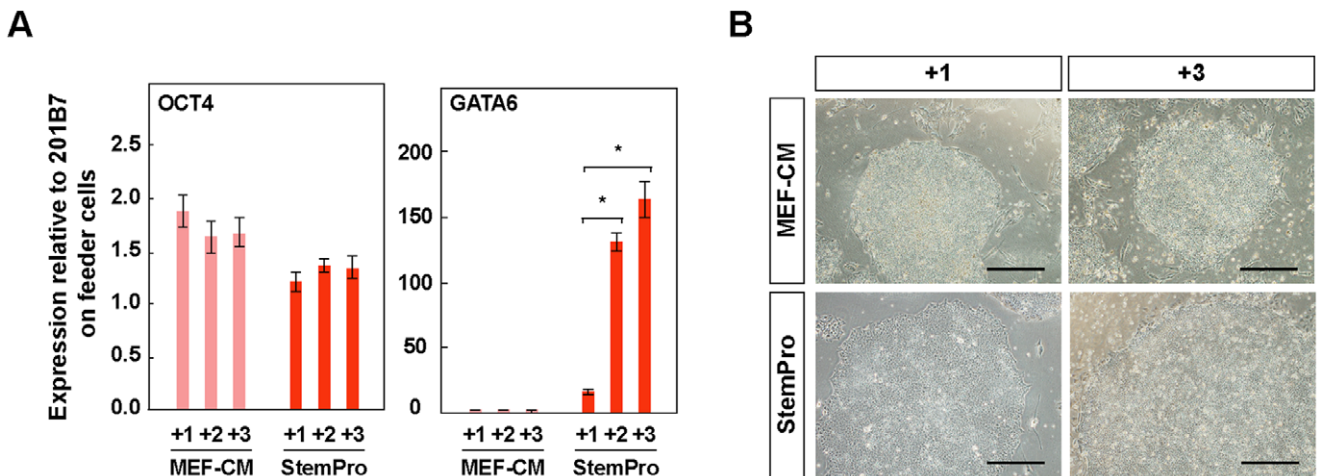 A
Expression relative to 201B7
on feeder cells
OCT4
2.5
2.0
1.5
1.0
0.5
0.0
+1 +2 +3 +1 +2 +3
MEF-CM StemPro
GATA6
200
150
100
50
0
* *
+1 +2 +3 +1 +2 +3
MEF-CM StemPro
B
+1 +3
MEF-CM
StemPro